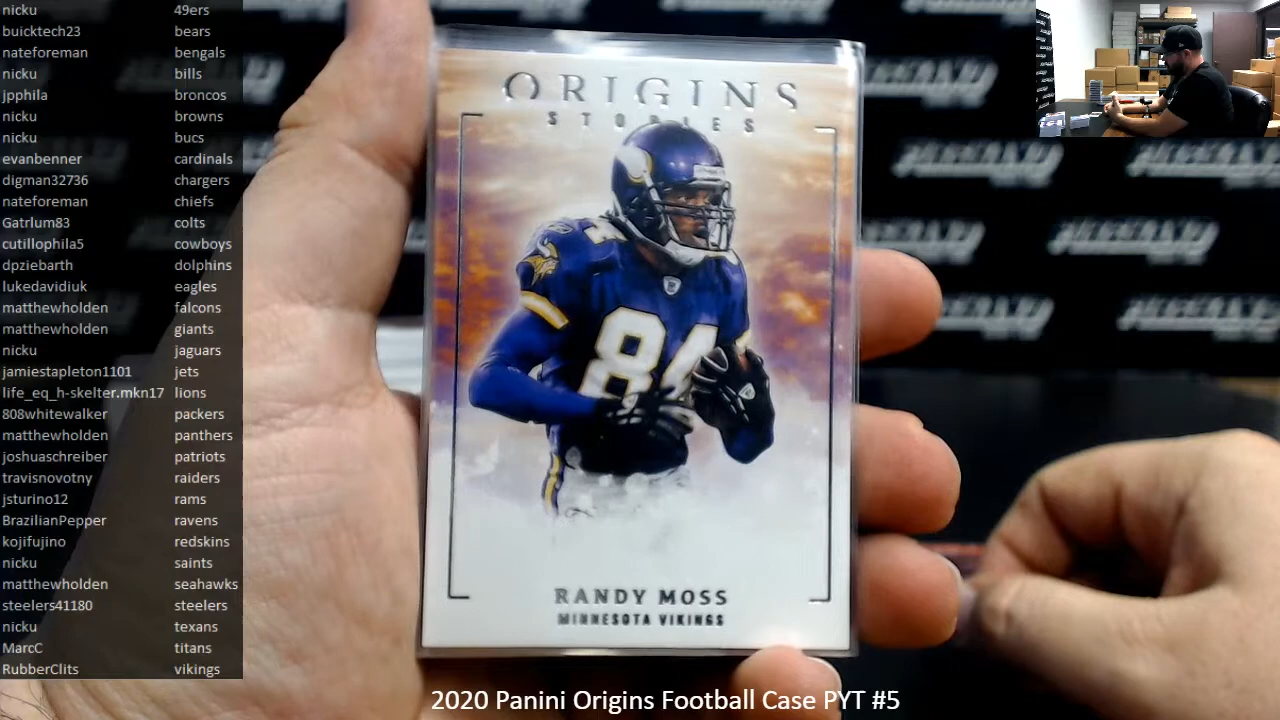 nicku 49ers
buicktech23 bears
nateforeman bengals
nicku bills
jpphila broncos
nicku browns
nicku bucs
evanbenner cardinals
digman32736 chargers
nateforeman chiefs
Gatrlum83 colts
cutillophila5 cowboys
dpziebarth dolphins
lukedavidiuk eagles
matthewholden falcons
matthewholden giants
nicku jaguars
jamiestapleton1101 jets
life_eq_h-skelter.mkn17 lions
808whitewalker packers
matthewholden panthers
joshuaschreiber patriots
travisnovotny raiders
jsturino12 rams
BrazilianPepper ravens
kojifujino redskins
nicku saints
matthewholden seahawks
steelers41180 steelers
nicku texans
MarcC titans
RubberClits vikings
ORIGINS
STORIES
84
RANDY MOSS
MINNESOTA VIKINGS
2020 Panini Origins Football Case PYT #5